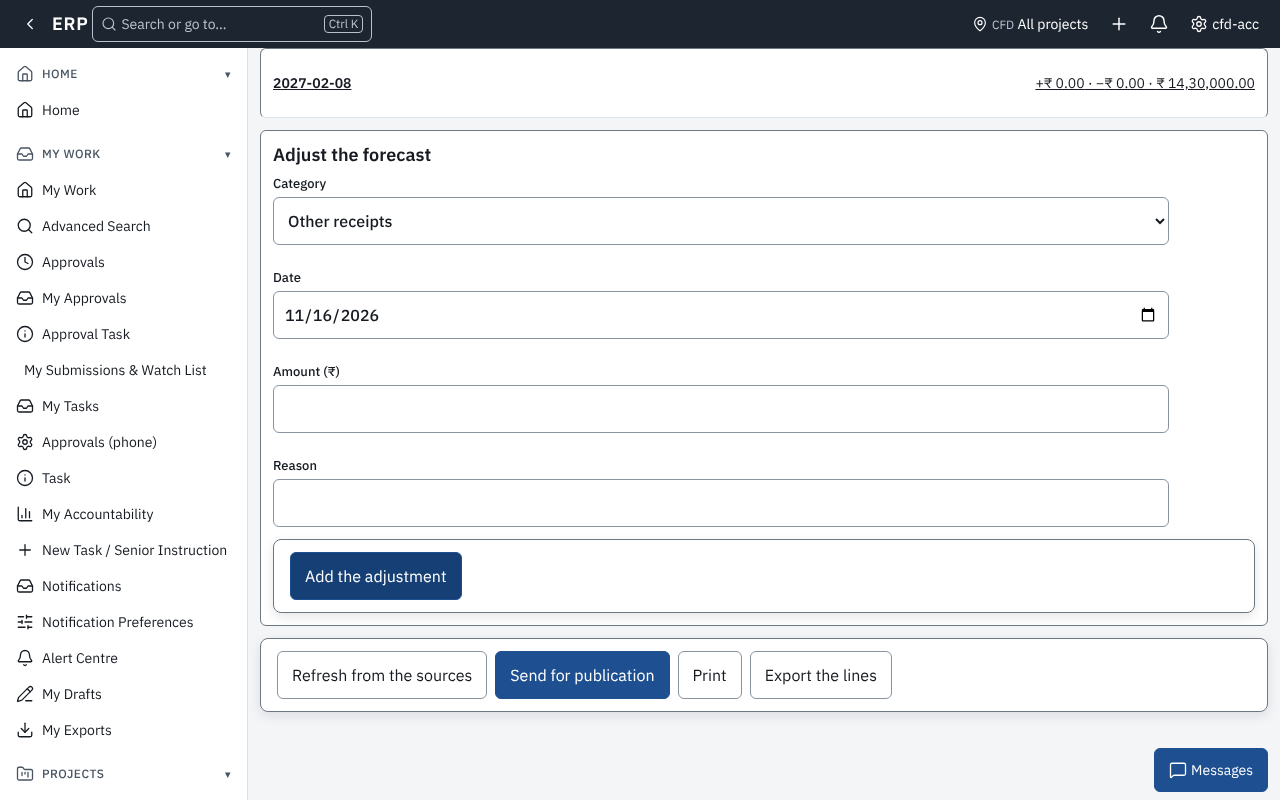 ERP
Search or go to...
Ctrl K
CFD All projects
cfd-acc
HOME
Home
MY WORK
My Work
Advanced Search
Approvals
My Approvals
Approval Task
My Submissions & Watch List
My Tasks
Approvals (phone)
Task
My Accountability
New Task / Senior Instruction
Notifications
Notification Preferences
Alert Centre
My Drafts
My Exports
PROJECTS
2027-02-08
+₹ 0.00 · −₹ 0.00 · ₹ 14,30,000.00
Adjust the forecast
Category
Other receipts
Date
11/16/2026
Amount (₹)
Reason
Add the adjustment
Refresh from the sources
Send for publication
Print
Export the lines
Messages